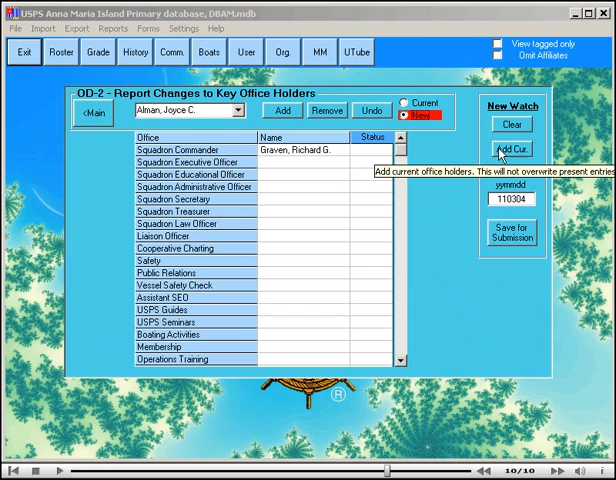 USPS Anna Maria Island Primary database, DBAM.mdb
File Import Export Reports Forms Settings Help
Exit Roster Grade History Comm. Boats User Org. MM UTube
View tagged only
Omit Affiliates
OD-2 - Report Changes to Key Office Holders
<Main
Alman, Joyce C.
Add Remove Undo
Current
New
Office Name Status
Squadron Commander Graven, Richard G.
Squadron Executive Officer
Squadron Educational Officer
Squadron Administrative Officer
Squadron Secretary
Squadron Treasurer
Squadron Law Officer
Liaison Officer
Cooperative Charting
Safety
Public Relations
Vessel Safety Check
Assistant SEO
USPS Guides
USPS Seminars
Boating Activities
Membership
Operations Training
New Watch
Clear
Add Cur.
Add current office holders. This will not overwrite present entries
yymmdd
110304
Save for
Submission
®
10/10